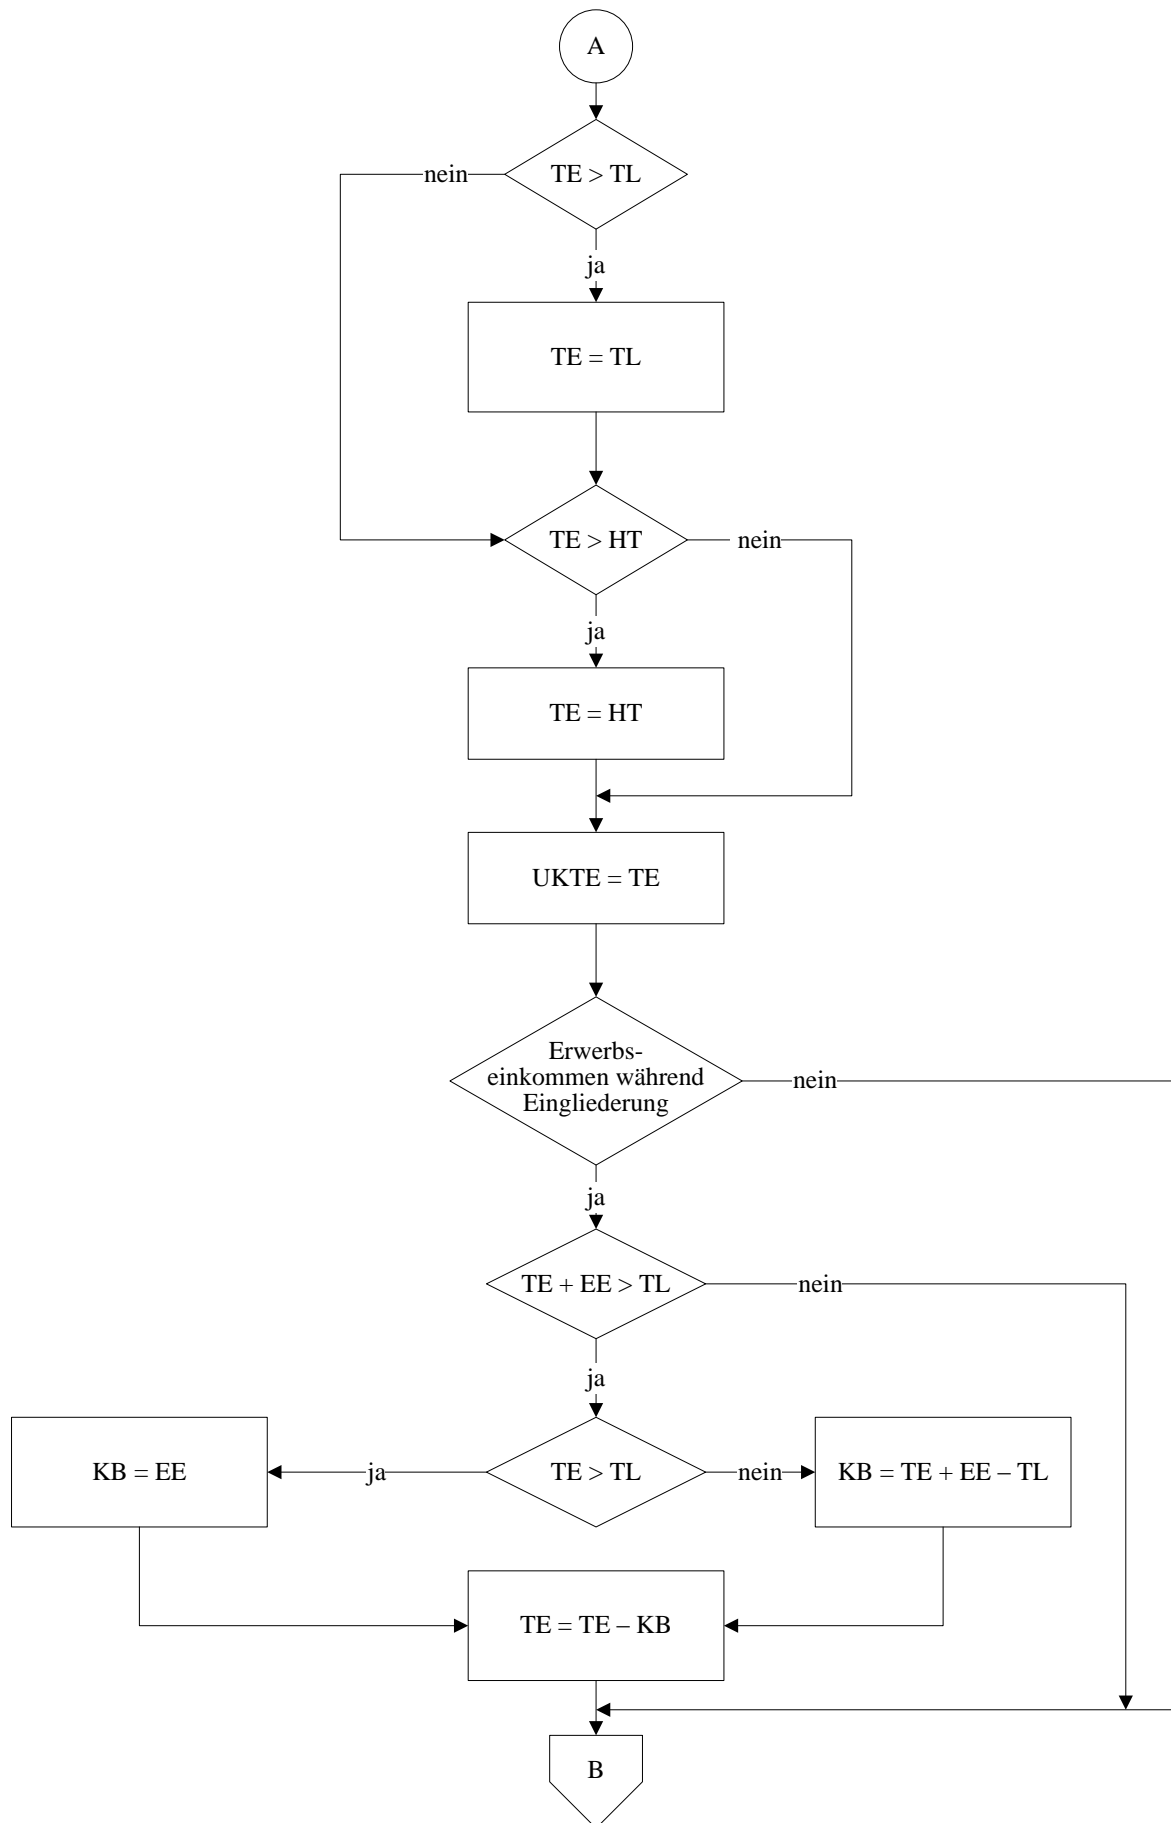 A
TE > TL
nein
ja
TE = TL
TE > HT
nein
ja
TE = HT
UKTE = TE
Erwerbs-
einkommen während
Eingliederung
nein
ja
TE + EE > TL
nein
ja
KB = EE
ja
TE > TL
nein
KB = TE + EE – TL
TE = TE – KB
B